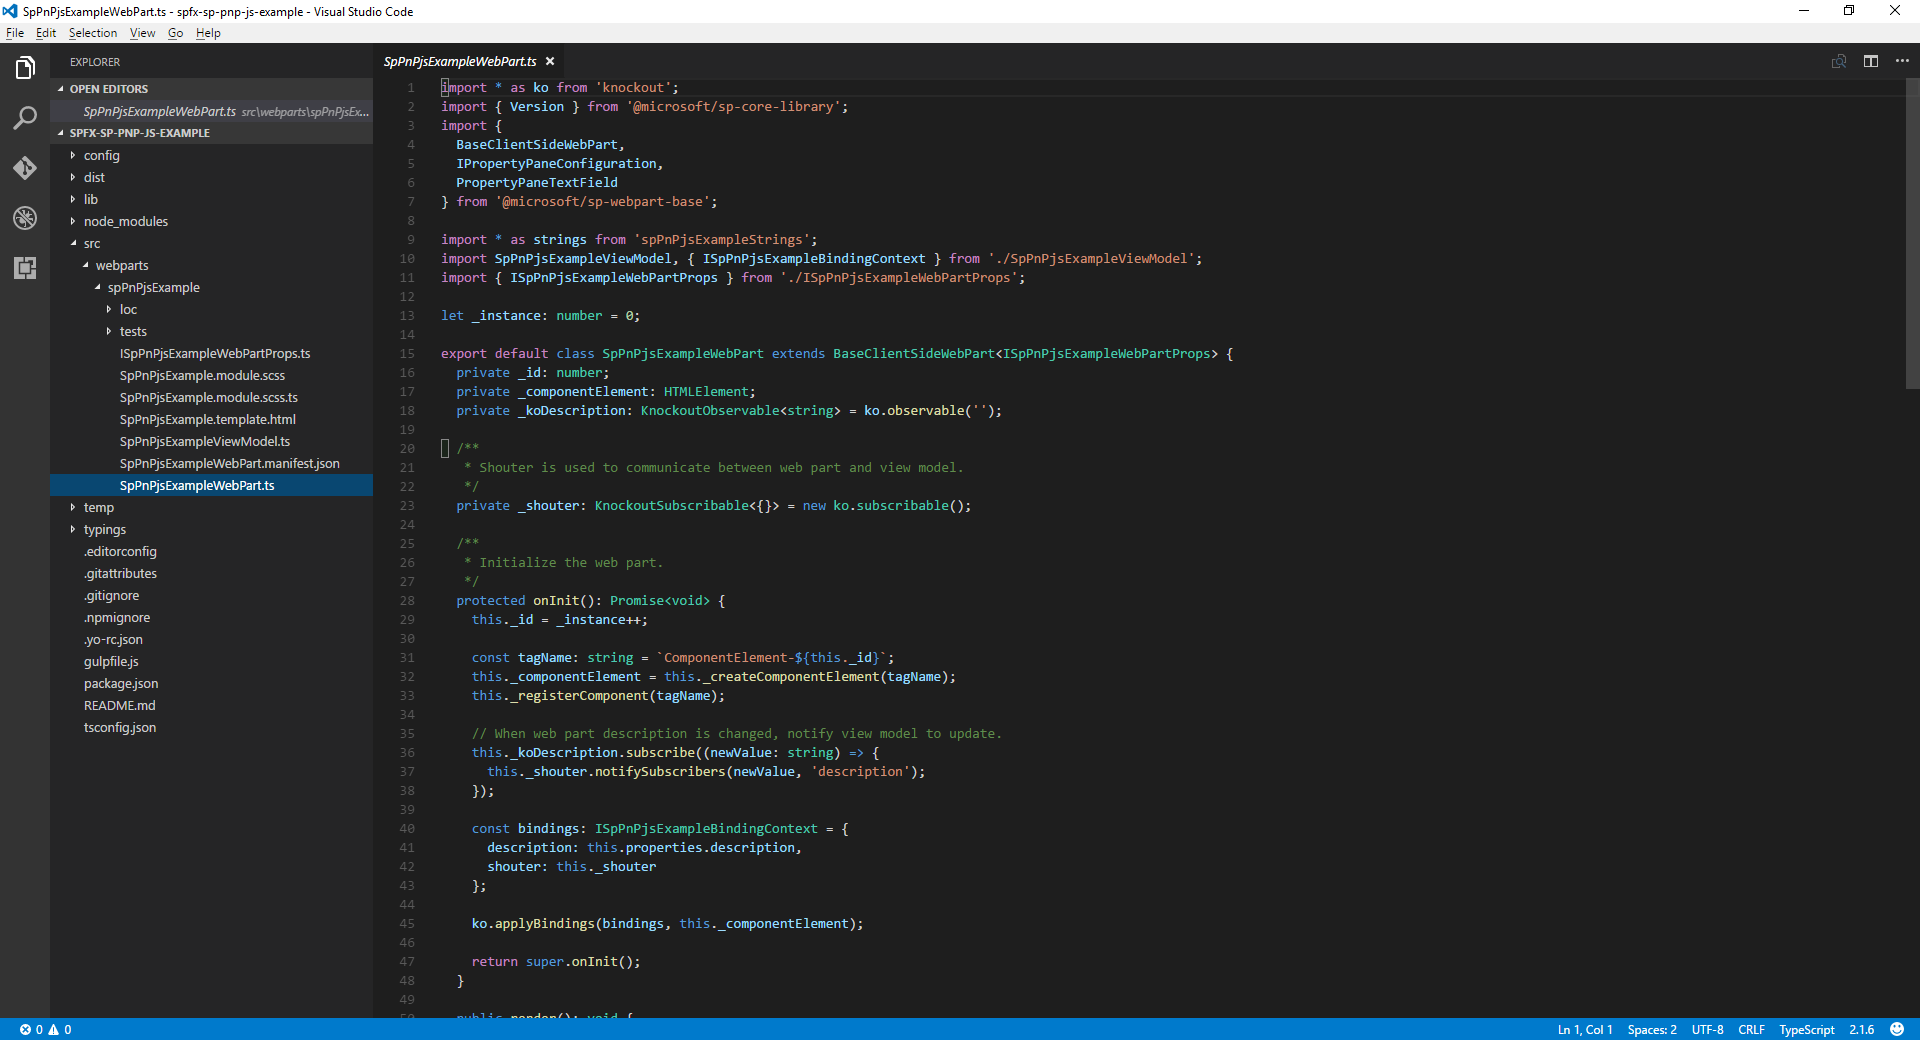 SpPnPjsExampleWebPart.ts - spfx-sp-pnp-js-example - Visual Studio Code
File Edit Selection View Go Help
EXPLORER
OPEN EDITORS
SpPnPjsExampleWebPart.ts src\webparts\spPnPjsEx...
SPFX-SP-PNP-JS-EXAMPLE
config
dist
lib
node_modules
src
webparts
spPnPjsExample
loc
tests
ISpPnPjsExampleWebPartProps.ts
SpPnPjsExample.module.scss
SpPnPjsExample.module.scss.ts
SpPnPjsExample.template.html
SpPnPjsExampleViewModel.ts
SpPnPjsExampleWebPart.manifest.json
SpPnPjsExampleWebPart.ts
temp
typings
.editorconfig
.gitattributes
.gitignore
.npmignore
.yo-rc.json
gulpfile.js
package.json
README.md
tsconfig.json
SpPnPjsExampleWebPart.ts
1 import * as ko from 'knockout';
2 import { Version } from '@microsoft/sp-core-library';
3 import {
4 BaseClientSideWebPart,
5 IPropertyPaneConfiguration,
6 PropertyPaneTextField
7 } from '@microsoft/sp-webpart-base';
8
9 import * as strings from 'spPnPjsExampleStrings';
10 import SpPnPjsExampleViewModel, { ISpPnPjsExampleBindingContext } from './SpPnPjsExampleViewModel';
11 import { ISpPnPjsExampleWebPartProps } from './ISpPnPjsExampleWebPartProps';
12
13 let _instance: number = 0;
14
15 export default class SpPnPjsExampleWebPart extends BaseClientSideWebPart<ISpPnPjsExampleWebPartProps> {
16 private _id: number;
17 private _componentElement: HTMLElement;
18 private _koDescription: KnockoutObservable<string> = ko.observable('');
19
20 /**
21 * Shouter is used to communicate between web part and view model.
22 */
23 private _shouter: KnockoutSubscribable<{}> = new ko.subscribable();
24
25 /**
26 * Initialize the web part.
27 */
28 protected onInit(): Promise<void> {
29 this._id = _instance++;
30
31 const tagName: string = `ComponentElement-${this._id}`;
32 this._componentElement = this._createComponentElement(tagName);
33 this._registerComponent(tagName);
34
35 // When web part description is changed, notify view model to update.
36 this._koDescription.subscribe((newValue: string) => {
37 this._shouter.notifySubscribers(newValue, 'description');
38 });
39
40 const bindings: ISpPnPjsExampleBindingContext = {
41 description: this.properties.description,
42 shouter: this._shouter
43 };
44
45 ko.applyBindings(bindings, this._componentElement);
46
47 return super.onInit();
48 }
49
50 public render(): void {
0 0
Ln 1, Col 1 Spaces: 2 UTF-8 CRLF TypeScript 2.1.6